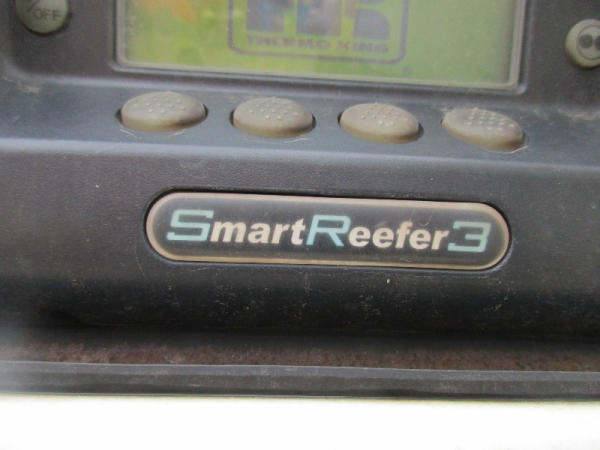 OFF
THERMO KING
SmartReefer3